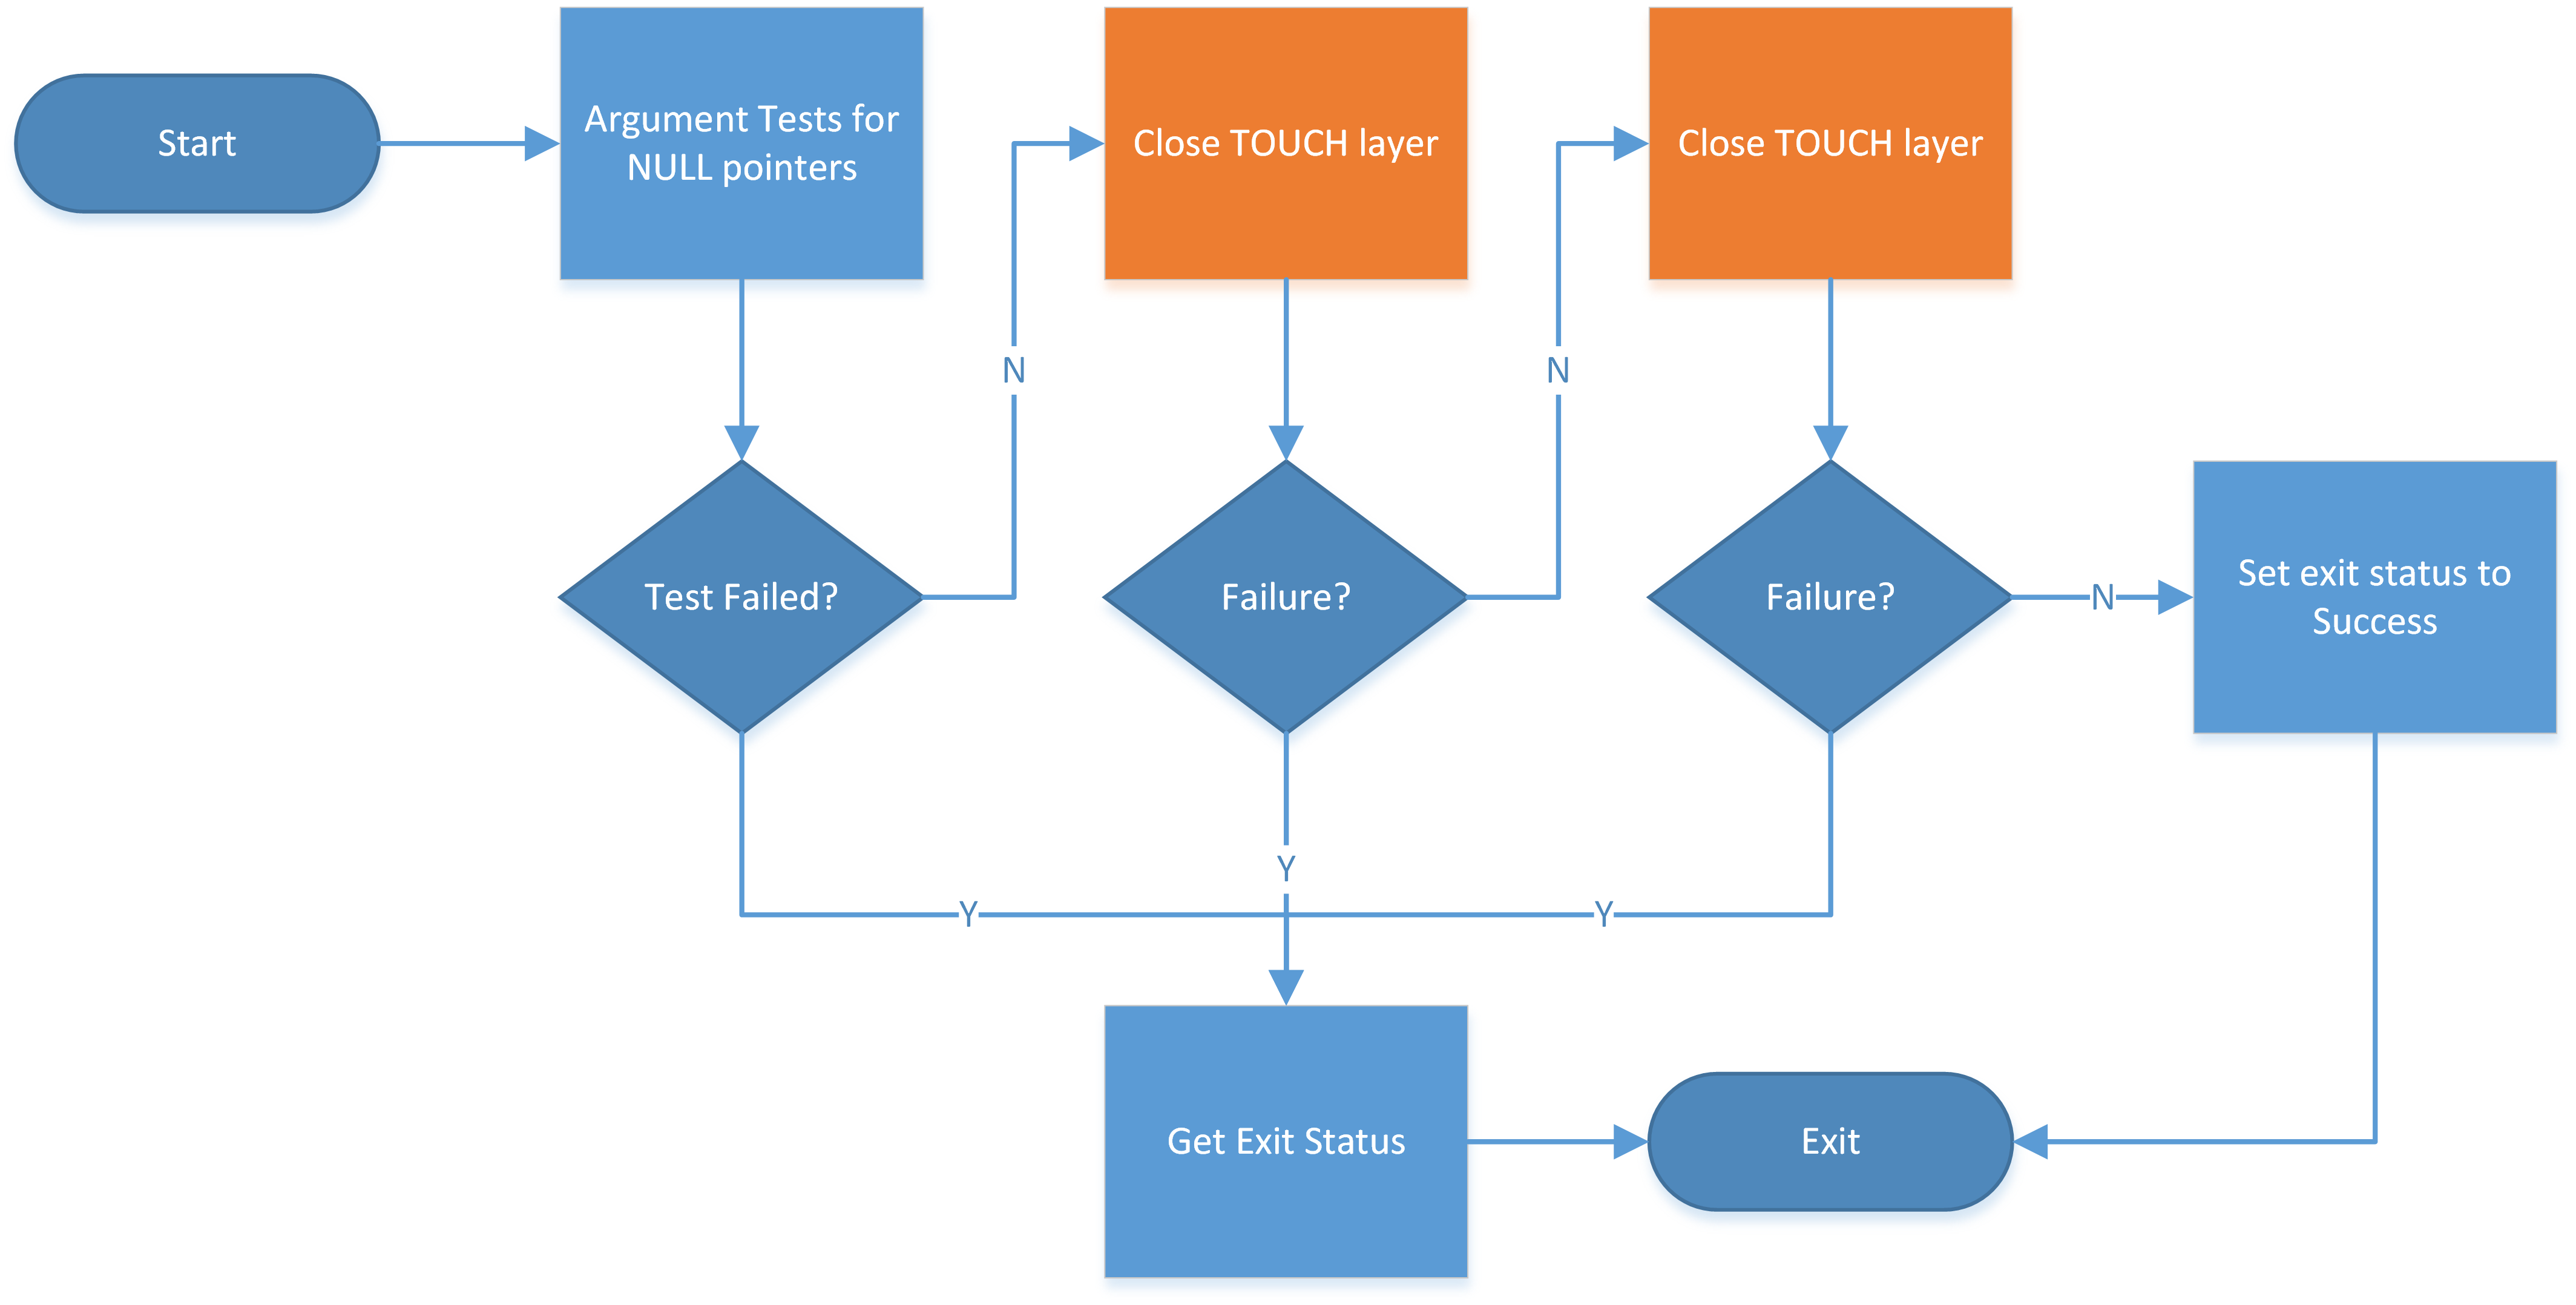 Start
Argument Tests for
NULL pointers
Close TOUCH layer
Close TOUCH layer
N
N
Test Failed?
Failure?
Failure?
N
Set exit status to
Success
Y
Y
Y
Get Exit Status
Exit